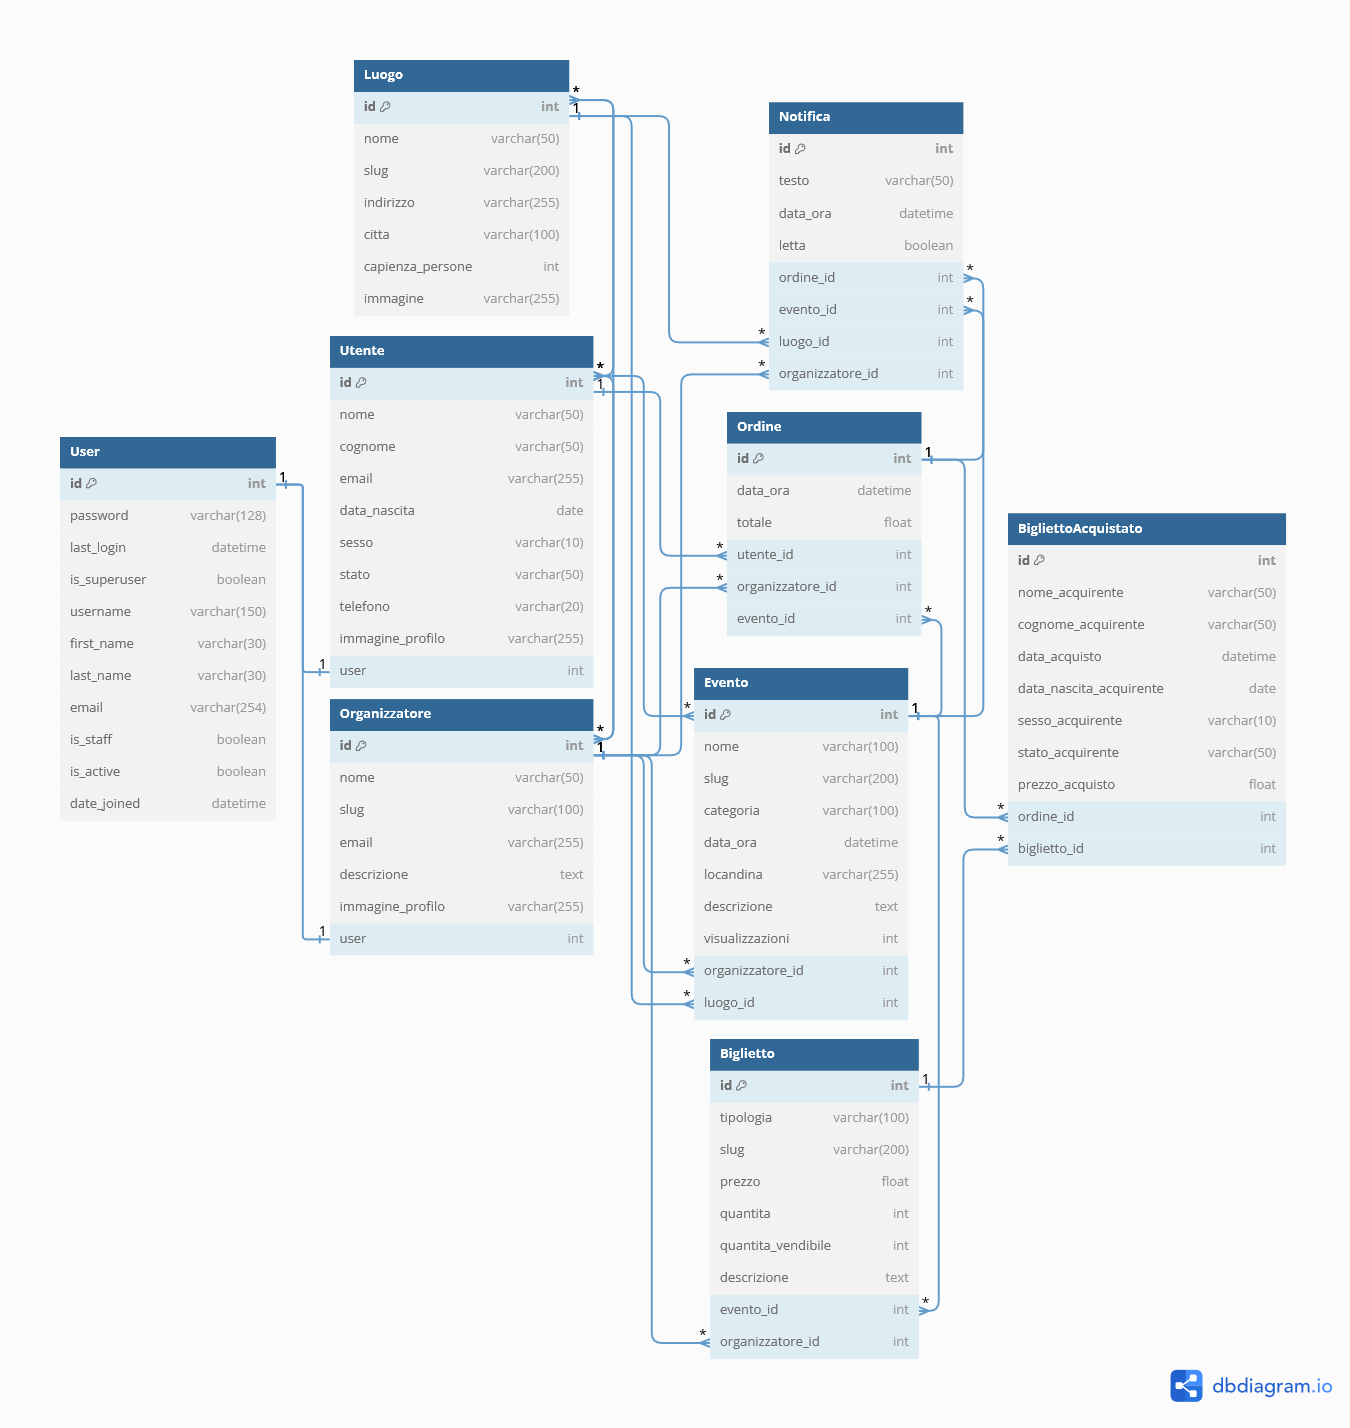 Luogo
id int
nome varchar(50)
slug varchar(200)
indirizzo varchar(255)
citta varchar(100)
capienza_persone int
immagine varchar(255)
* 1
Notifica
id int
testo varchar(50)
data_ora datetime
letta boolean
ordine_id int *
evento_id int *
* luogo_id int
* organizzatore_id int
Utente
id int
nome varchar(50)
cognome varchar(50)
email varchar(255)
data_nascita date
sesso varchar(10)
stato varchar(50)
telefono varchar(20)
immagine_profilo varchar(255)
1 user int
* 1
User
id int 1
password varchar(128)
last_login datetime
is_superuser boolean
username varchar(150)
first_name varchar(30)
last_name varchar(30)
email varchar(254)
is_staff boolean
is_active boolean
date_joined datetime
Ordine
id int 1
data_ora datetime
totale float
* utente_id int
* organizzatore_id int
evento_id int *
BigliettoAcquistato
id int
nome_acquirente varchar(50)
cognome_acquirente varchar(50)
data_acquisto datetime
data_nascita_acquirente date
sesso_acquirente varchar(10)
stato_acquirente varchar(50)
prezzo_acquisto float
* ordine_id int
* biglietto_id int
Organizzatore
id int
nome varchar(50)
slug varchar(100)
email varchar(255)
descrizione text
immagine_profilo varchar(255)
1 user int
* 1
Evento
* id int 1
nome varchar(100)
slug varchar(200)
categoria varchar(100)
data_ora datetime
locandina varchar(255)
descrizione text
visualizzazioni int
* organizzatore_id int
* luogo_id int
Biglietto
id int 1
tipologia varchar(100)
slug varchar(200)
prezzo float
quantita int
quantita_vendibile int
descrizione text
evento_id int *
* organizzatore_id int
dbdiagram.io